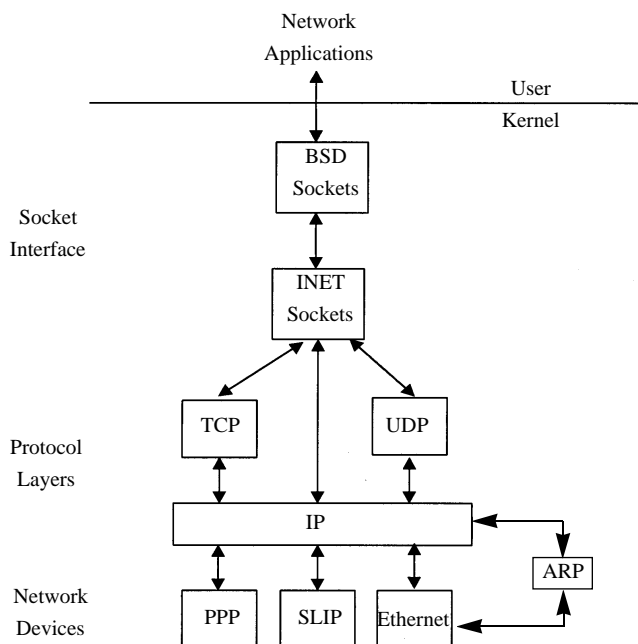 Network
Applications
User
Kernel
BSD
Sockets
Socket
Interface
INET
Sockets
TCP
UDP
Protocol
Layers
IP
ARP
Network
Devices
PPP
SLIP
Ethernet